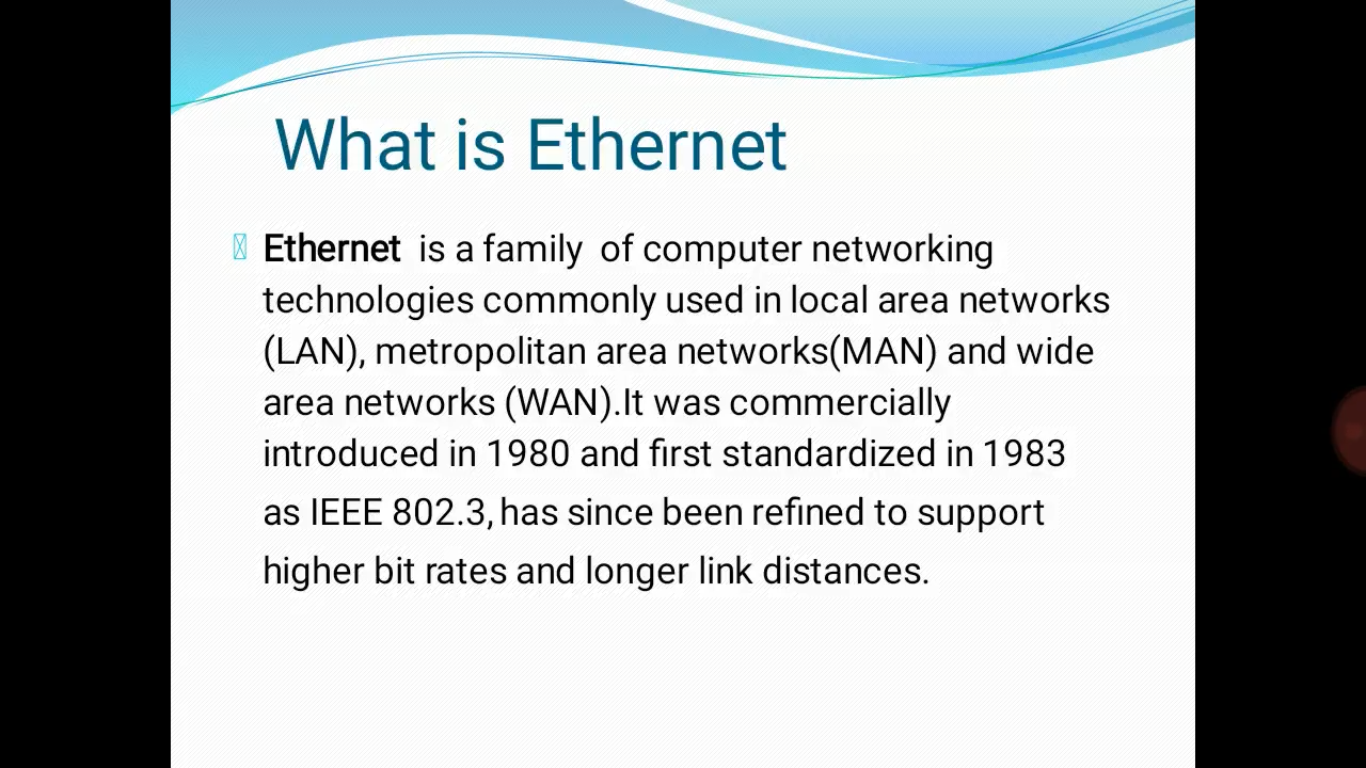 What is Ethernet
Ethernet is a family of computer networking
technologies commonly used in local area networks
(LAN), metropolitan area networks(MAN) and wide
area networks (WAN).It was commercially
introduced in 1980 and first standardized in 1983
as IEEE 802.3, has since been refined to support
higher bit rates and longer link distances.